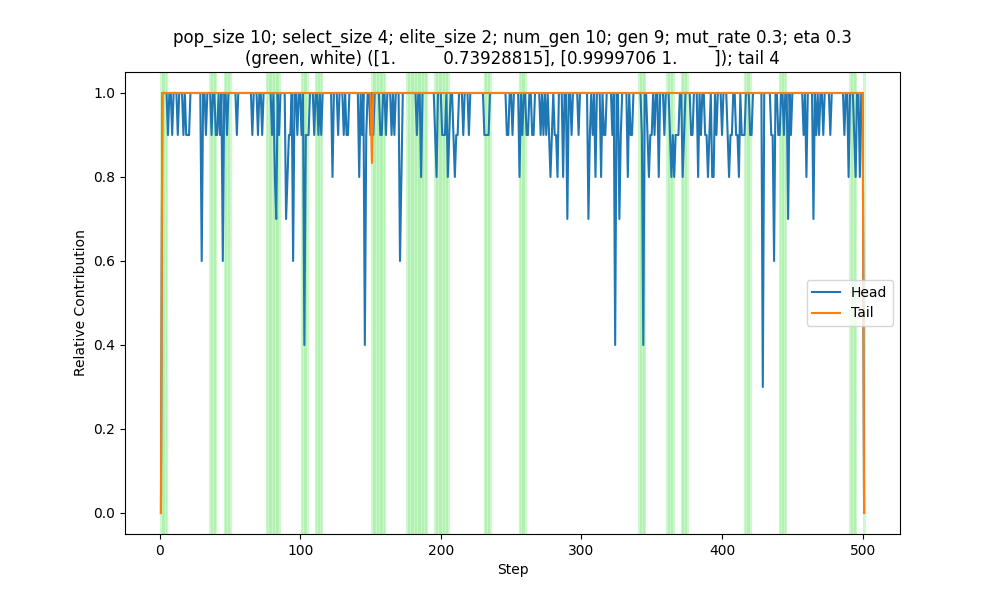 pop_size 10; select_size 4; elite_size 2; num_gen 10; gen 9; mut_rate 0.3; eta 0.3
(green, white) ([1. 0.73928815], [0.9999706 1. ]); tail 4
1.0
0.8
0.6
0.4
0.2
0.0
Relative Contribution
Head
Tail
0
100
200
300
400
500
Step